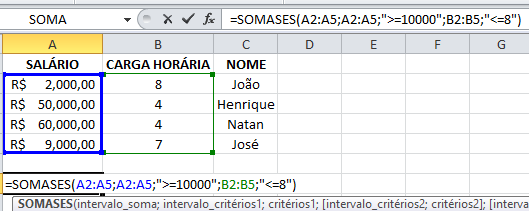 SOMA =SOMASES(A2:A5;A2:A5;">=10000";B2:B5;"<=8")
A B C D E F G
SALÁRIO CARGA HORÁRIA NOME
R$ 2,000,00 8 João
R$ 50,000,00 4 Henrique
R$ 60,000,00 4 Natan
R$ 9,000,00 7 José
=SOMASES(A2:A5;A2:A5;">=10000";B2:B5;"<=8")
SOMASES(intervalo_soma; intervalo_critérios1; critérios1; [intervalo_critérios2; critérios2]; [interv